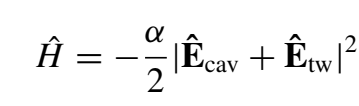 Ĥ = −α/2 |𝐄̂_cav + 𝐄̂_tw|²